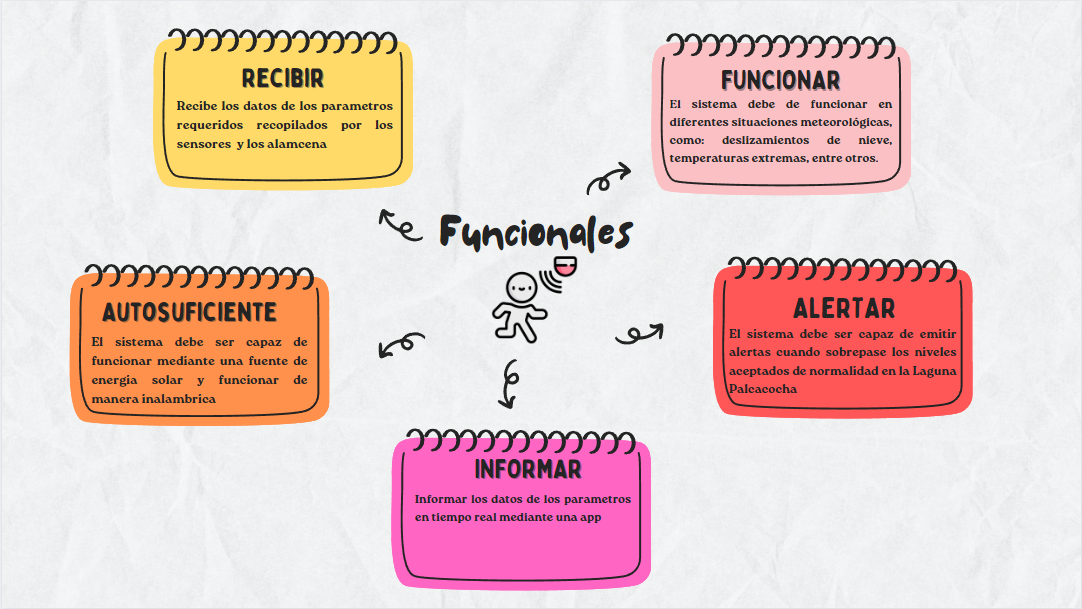 RECIBIR
Recibe los datos de los parametros
requeridos recopilados por los
sensores y los alamcena
FUNCIONAR
El sistema debe de funcionar en
diferentes situaciones meteorológicas,
como: deslizamientos de nieve,
temperaturas extremas, entre otros.
Funcionales
AUTOSUFICIENTE
El sistema debe ser capaz de
funcionar mediante una fuente de
energia solar y funcionar de
manera inalambrica
ALERTAR
El sistema debe ser capaz de emitir
alertas cuando sobrepase los niveles
aceptados de normalidad en la Laguna
Palcacocha
INFORMAR
Informar los datos de los parametros
en tiempo real mediante una app